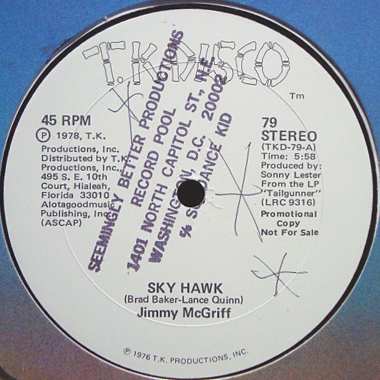 T.K. DISCO
Tm
45 RPM
℗ 1978, T.K.
Productions, Inc.
Distributed by T.K.
Productions, Inc.
495 S. E. 10th
Court, Hialeah,
Florida 33010
Alotagoodmusic
Publishing, Inc.
(ASCAP)
SEEMINGLY BETTER PRODUCTIONS
RECORD POOL
1401 NORTH CAPITOL ST., N.E.
WASHINGTON, D.C. 20002
DANCE KID
79
STEREO
(TKD-79-A)
Time: 5:58
Produced by:
Sonny Lester
From the LP
"Tailgunner"
(LRC 9316)
Promotional
Copy
Not For Sale
SKY HAWK
(Brad Baker-Lance Quinn)
Jimmy McGriff
℗ 1976 T.K. PRODUCTIONS, INC.